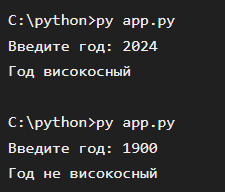 C:\python>py app.py
Введите год: 2024
Год високосный
C:\python>py app.py
Введите год: 1900
Год не високосный